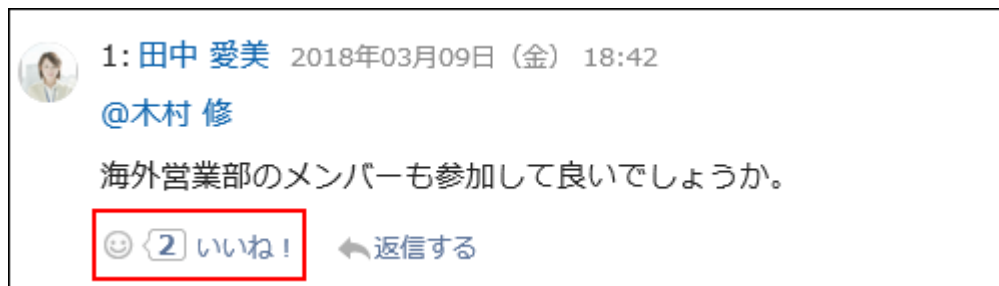 1: 田中 愛美 2018年03月09日（金） 18:42
@木村 修
海外営業部のメンバーも参加して良いでしょうか。
2 いいね！ 返信する